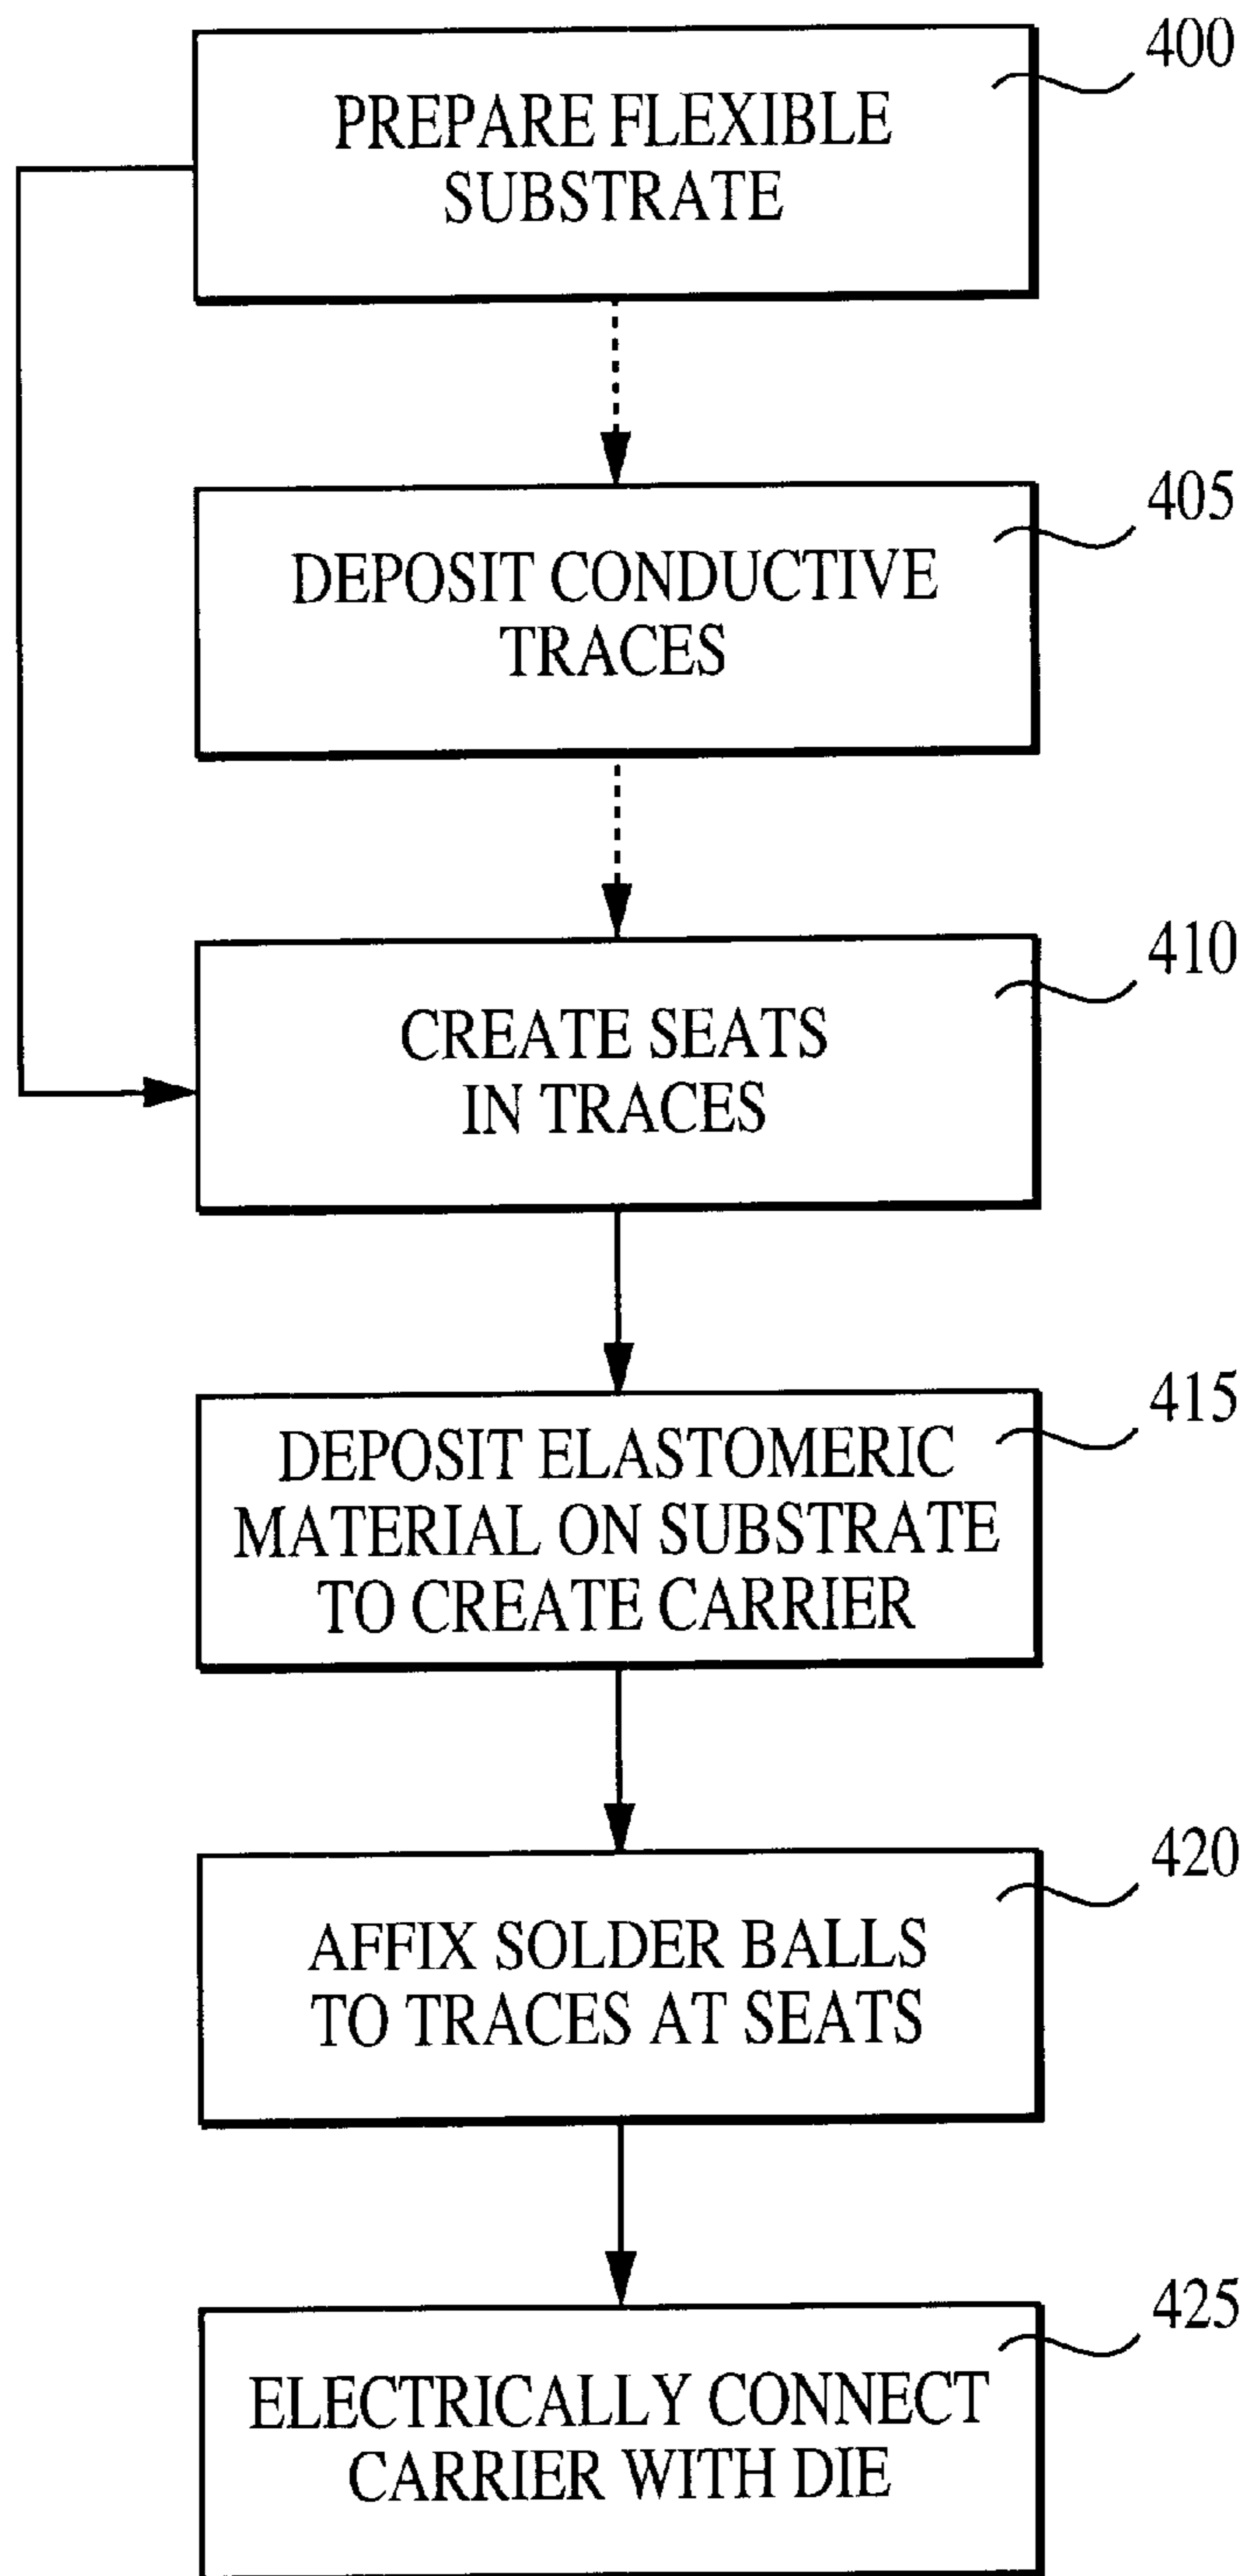 400
PREPARE FLEXIBLE
SUBSTRATE
405
DEPOSIT CONDUCTIVE
TRACES
410
CREATE SEATS
IN TRACES
415
DEPOSIT ELASTOMERIC
MATERIAL ON SUBSTRATE
TO CREATE CARRIER
420
AFFIX SOLDER BALLS
TO TRACES AT SEATS
425
ELECTRICALLY CONNECT
CARRIER WITH DIE